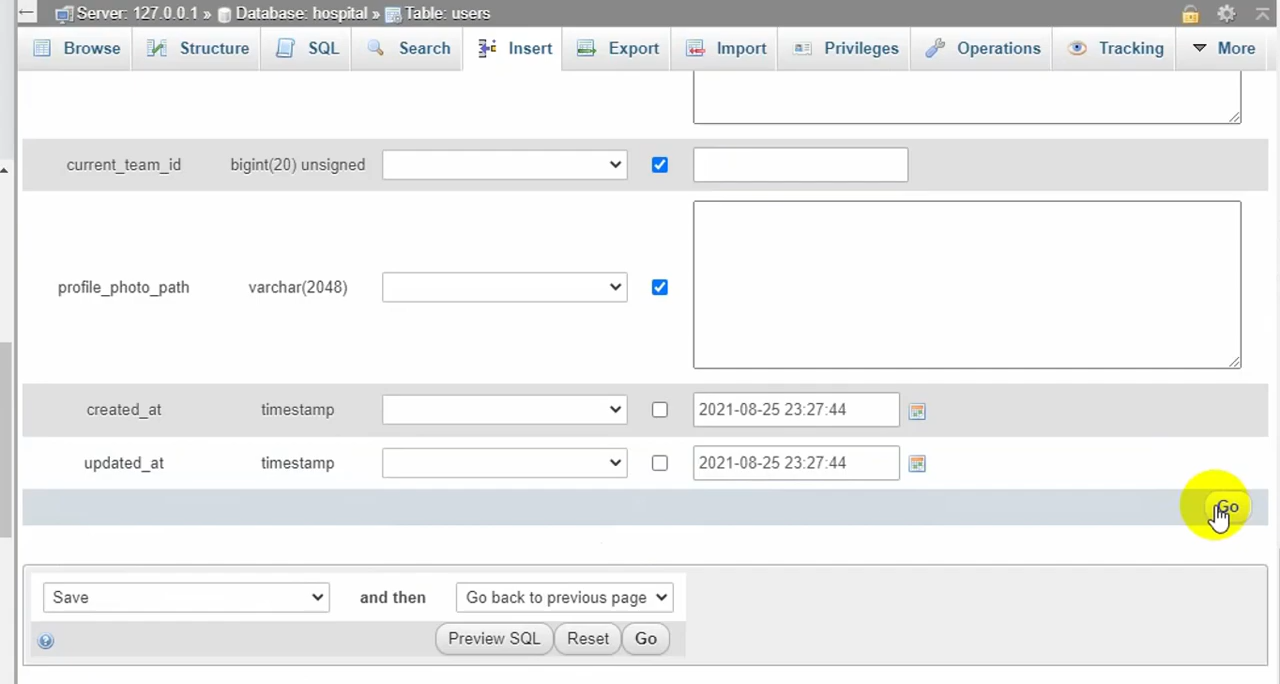 Server: 127.0.0.1 » Database: hospital » Table: users
Browse Structure SQL Search Insert Export Import Privileges Operations Tracking More
current_team_id bigint(20) unsigned
profile_photo_path varchar(2048)
created_at timestamp 2021-08-25 23:27:44
updated_at timestamp 2021-08-25 23:27:44
Go
Save and then Go back to previous page
Preview SQL Reset Go